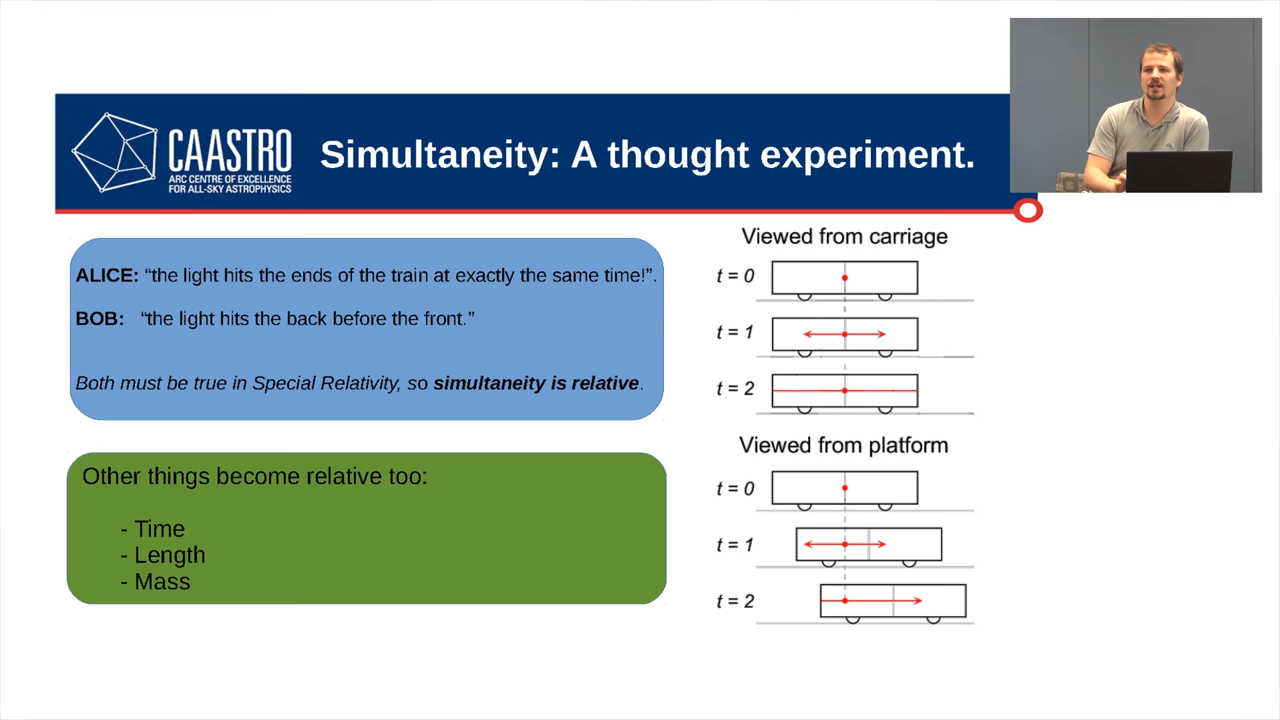 CAASTRO
ARC CENTRE OF EXCELLENCE
FOR ALL-SKY ASTROPHYSICS
Simultaneity: A thought experiment.
ALICE: “the light hits the ends of the train at exactly the same time!”.
BOB: “the light hits the back before the front.”
Both must be true in Special Relativity, so simultaneity is relative.
Other things become relative too:
- Time
- Length
- Mass
Viewed from carriage
t = 0
t = 1
t = 2
Viewed from platform
t = 0
t = 1
t = 2